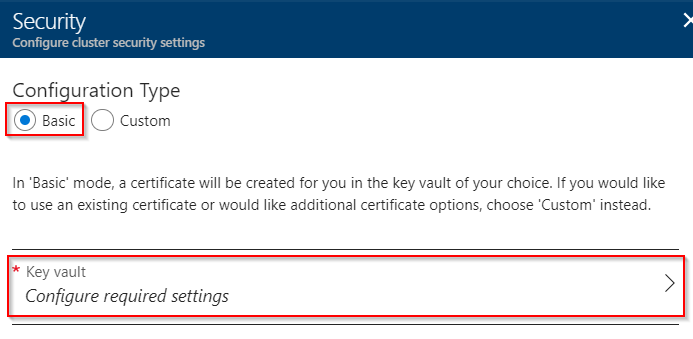 Security
Configure cluster security settings
Configuration Type
Basic Custom
In 'Basic' mode, a certificate will be created for you in the key vault of your choice. If you would like
to use an existing certificate or would like additional certificate options, choose 'Custom' instead.
* Key vault
Configure required settings